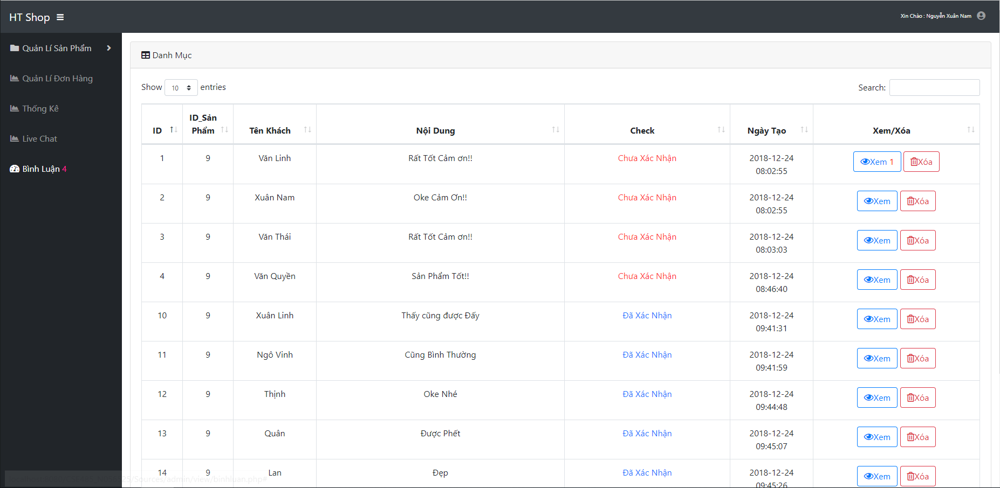 HT Shop
Xin Chào : Nguyễn Xuân Nam
Quản Lí Sản Phẩm
Quản Lí Đơn Hàng
Thống Kê
Live Chat
Bình Luận 4
Danh Mục
Show 10 entries
Search:
ID ID_Sản Phẩm Tên Khách Nội Dung Check Ngày Tạo Xem/Xóa
1 9 Văn Linh Rất Tốt Cảm ơn!! Chưa Xác Nhận 2018-12-24 08:02:55 Xem 1 Xóa
2 9 Xuân Nam Oke Cảm Ơn!! Chưa Xác Nhận 2018-12-24 08:02:55 Xem Xóa
3 9 Văn Thái Rất Tốt Cảm ơn!! Chưa Xác Nhận 2018-12-24 08:03:03 Xem Xóa
4 9 Văn Quyền Sản Phẩm Tốt!! Chưa Xác Nhận 2018-12-24 08:46:40 Xem Xóa
10 9 Xuân Linh Thấy cũng được Đấy Đã Xác Nhận 2018-12-24 09:41:31 Xem Xóa
11 9 Ngô Vinh Cũng Bình Thường Đã Xác Nhận 2018-12-24 09:41:59 Xem Xóa
12 9 Thịnh Oke Nhé Đã Xác Nhận 2018-12-24 09:44:48 Xem Xóa
13 9 Quân Được Phết Đã Xác Nhận 2018-12-24 09:45:07 Xem Xóa
14 9 Lan Đẹp Đã Xác Nhận 2018-12-24 09:45:26 Xem Xóa
25/Sources/admin/view/binhluan.php#